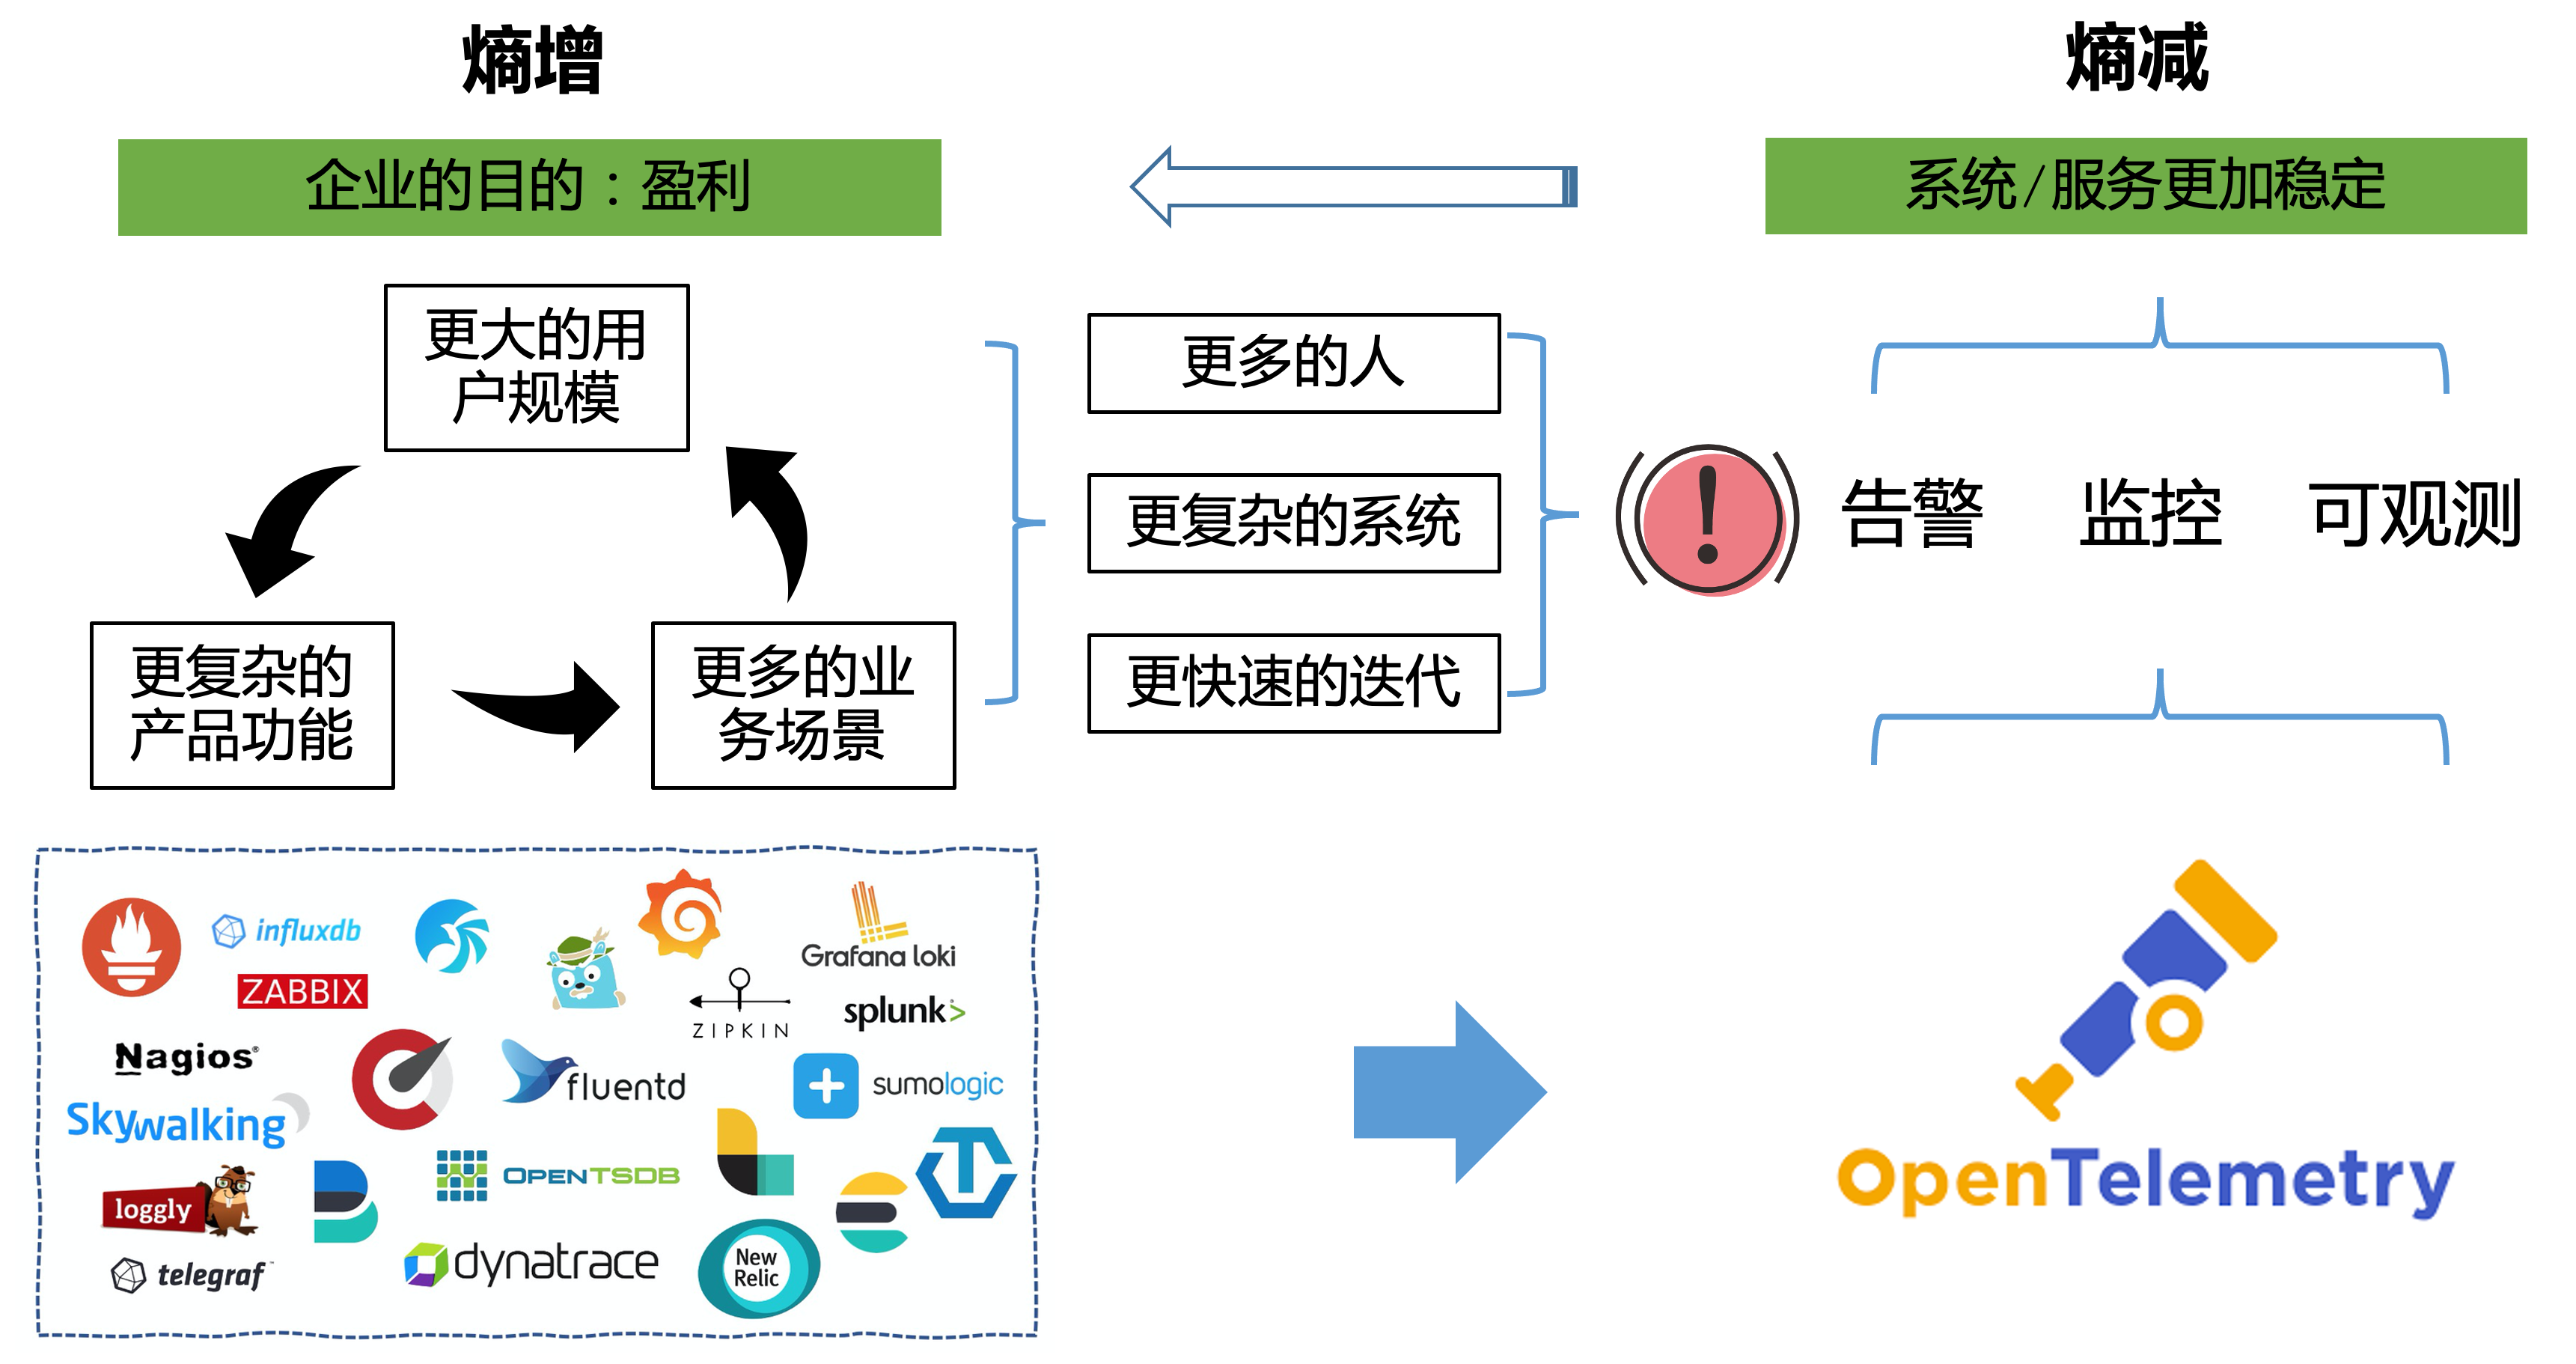 熵增
熵减
企业的目的：盈利
系统/服务更加稳定
更大的用
户规模
更复杂的
产品功能
更多的业
务场景
更多的人
更复杂的系统
更快速的迭代
!
告警
监控
可观测
influxdb
ZABBIX
Grafana loki
ZIPKIN
splunk>
Nagios®
fluentd
sumologic
Skywalking
OPENTSDB
loggly
telegraf™
dynatrace
New
Relic
OpenTelemetry